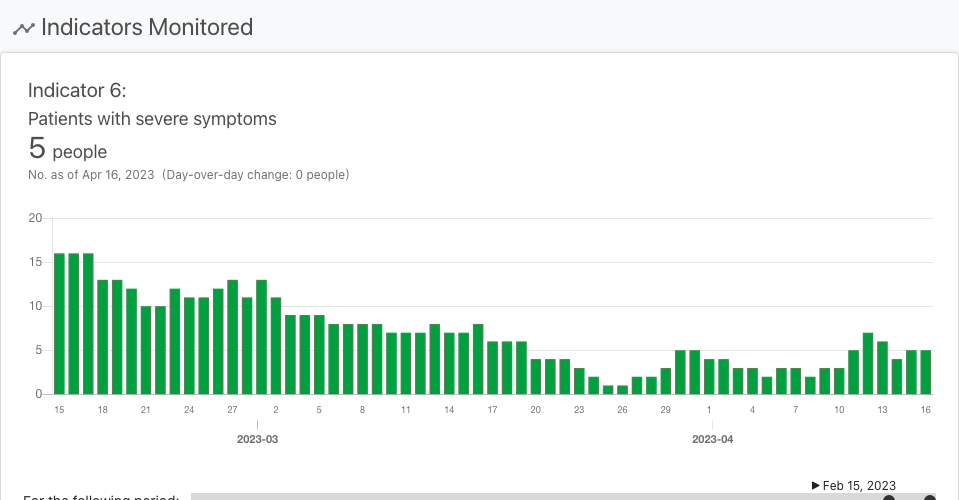 Indicators Monitored
Indicator 6:
Patients with severe symptoms
5 people
No. as of Apr 16, 2023 (Day-over-day change: 0 people)
20
15
10
5
0
15 18 21 24 27 2 5 8 11 14 17 20 23 26 29 1 4 7 10 13 16
2023-03 2023-04
▶ Feb 15, 2023
For the following period: